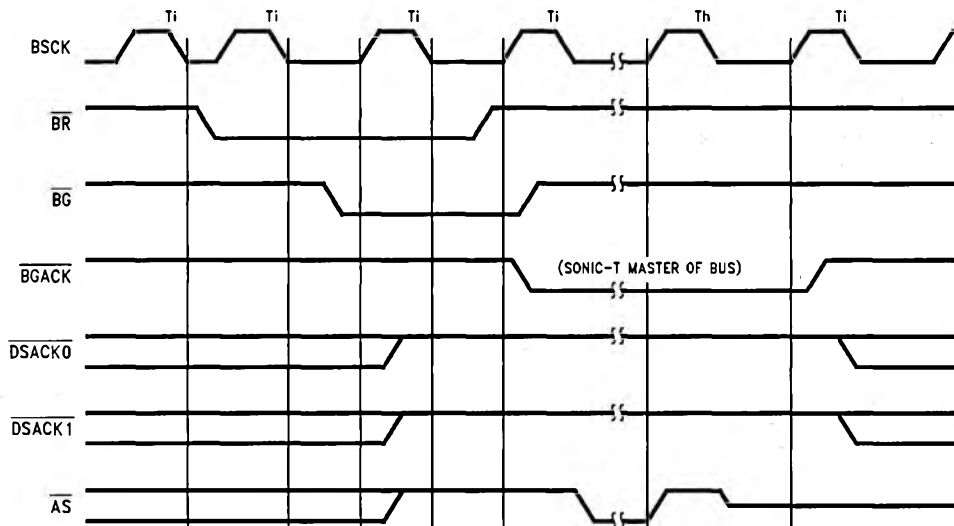 Ti Ti Ti Ti Th Ti
BSCK
BR
BG
BGACK
(SONIC-T MASTER OF BUS)
DSACK0
DSACK1
AS